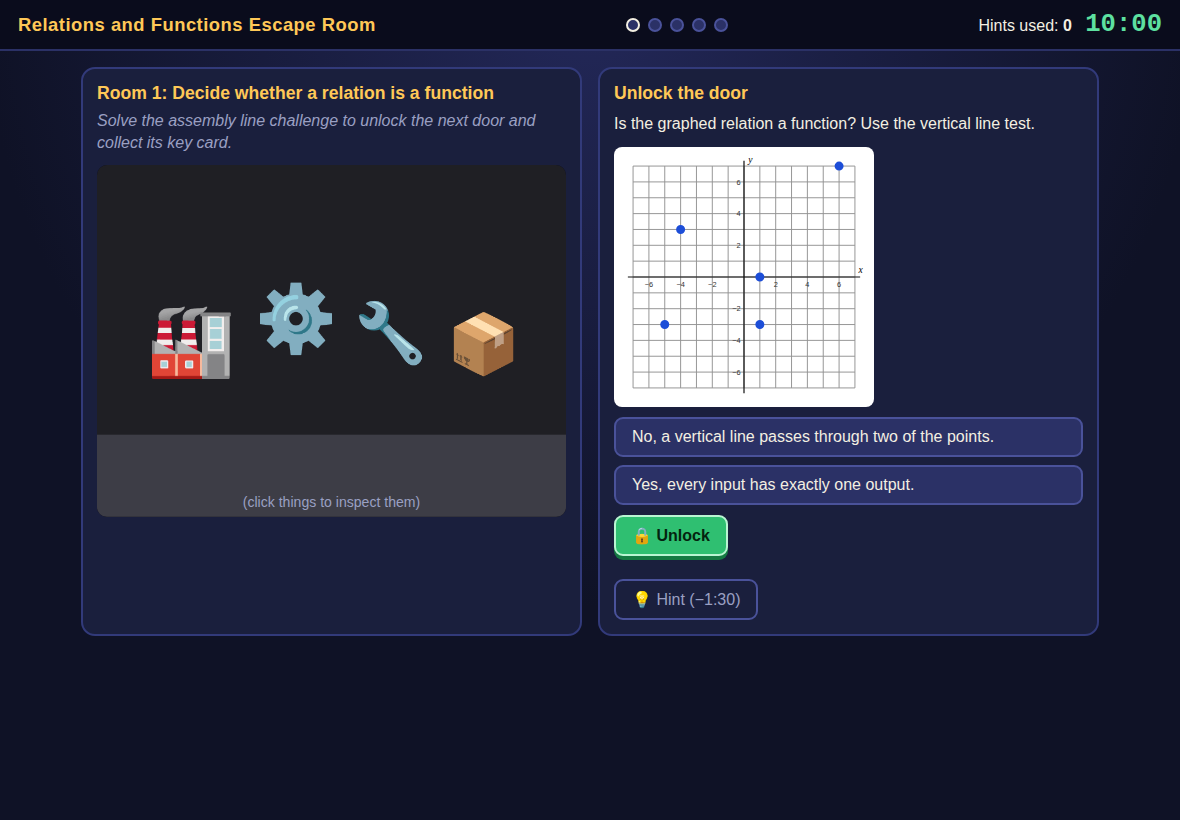 Relations and Functions Escape Room
Hints used: 0 10:00
Room 1: Decide whether a relation is a function
Solve the assembly line challenge to unlock the next door and
collect its key card.
(click things to inspect them)
Unlock the door
Is the graphed relation a function? Use the vertical line test.
y
6
4
2
x
−6 −4 −2 2 4 6
−2
−4
−6
No, a vertical line passes through two of the points.
Yes, every input has exactly one output.
🔒 Unlock
💡 Hint (−1:30)